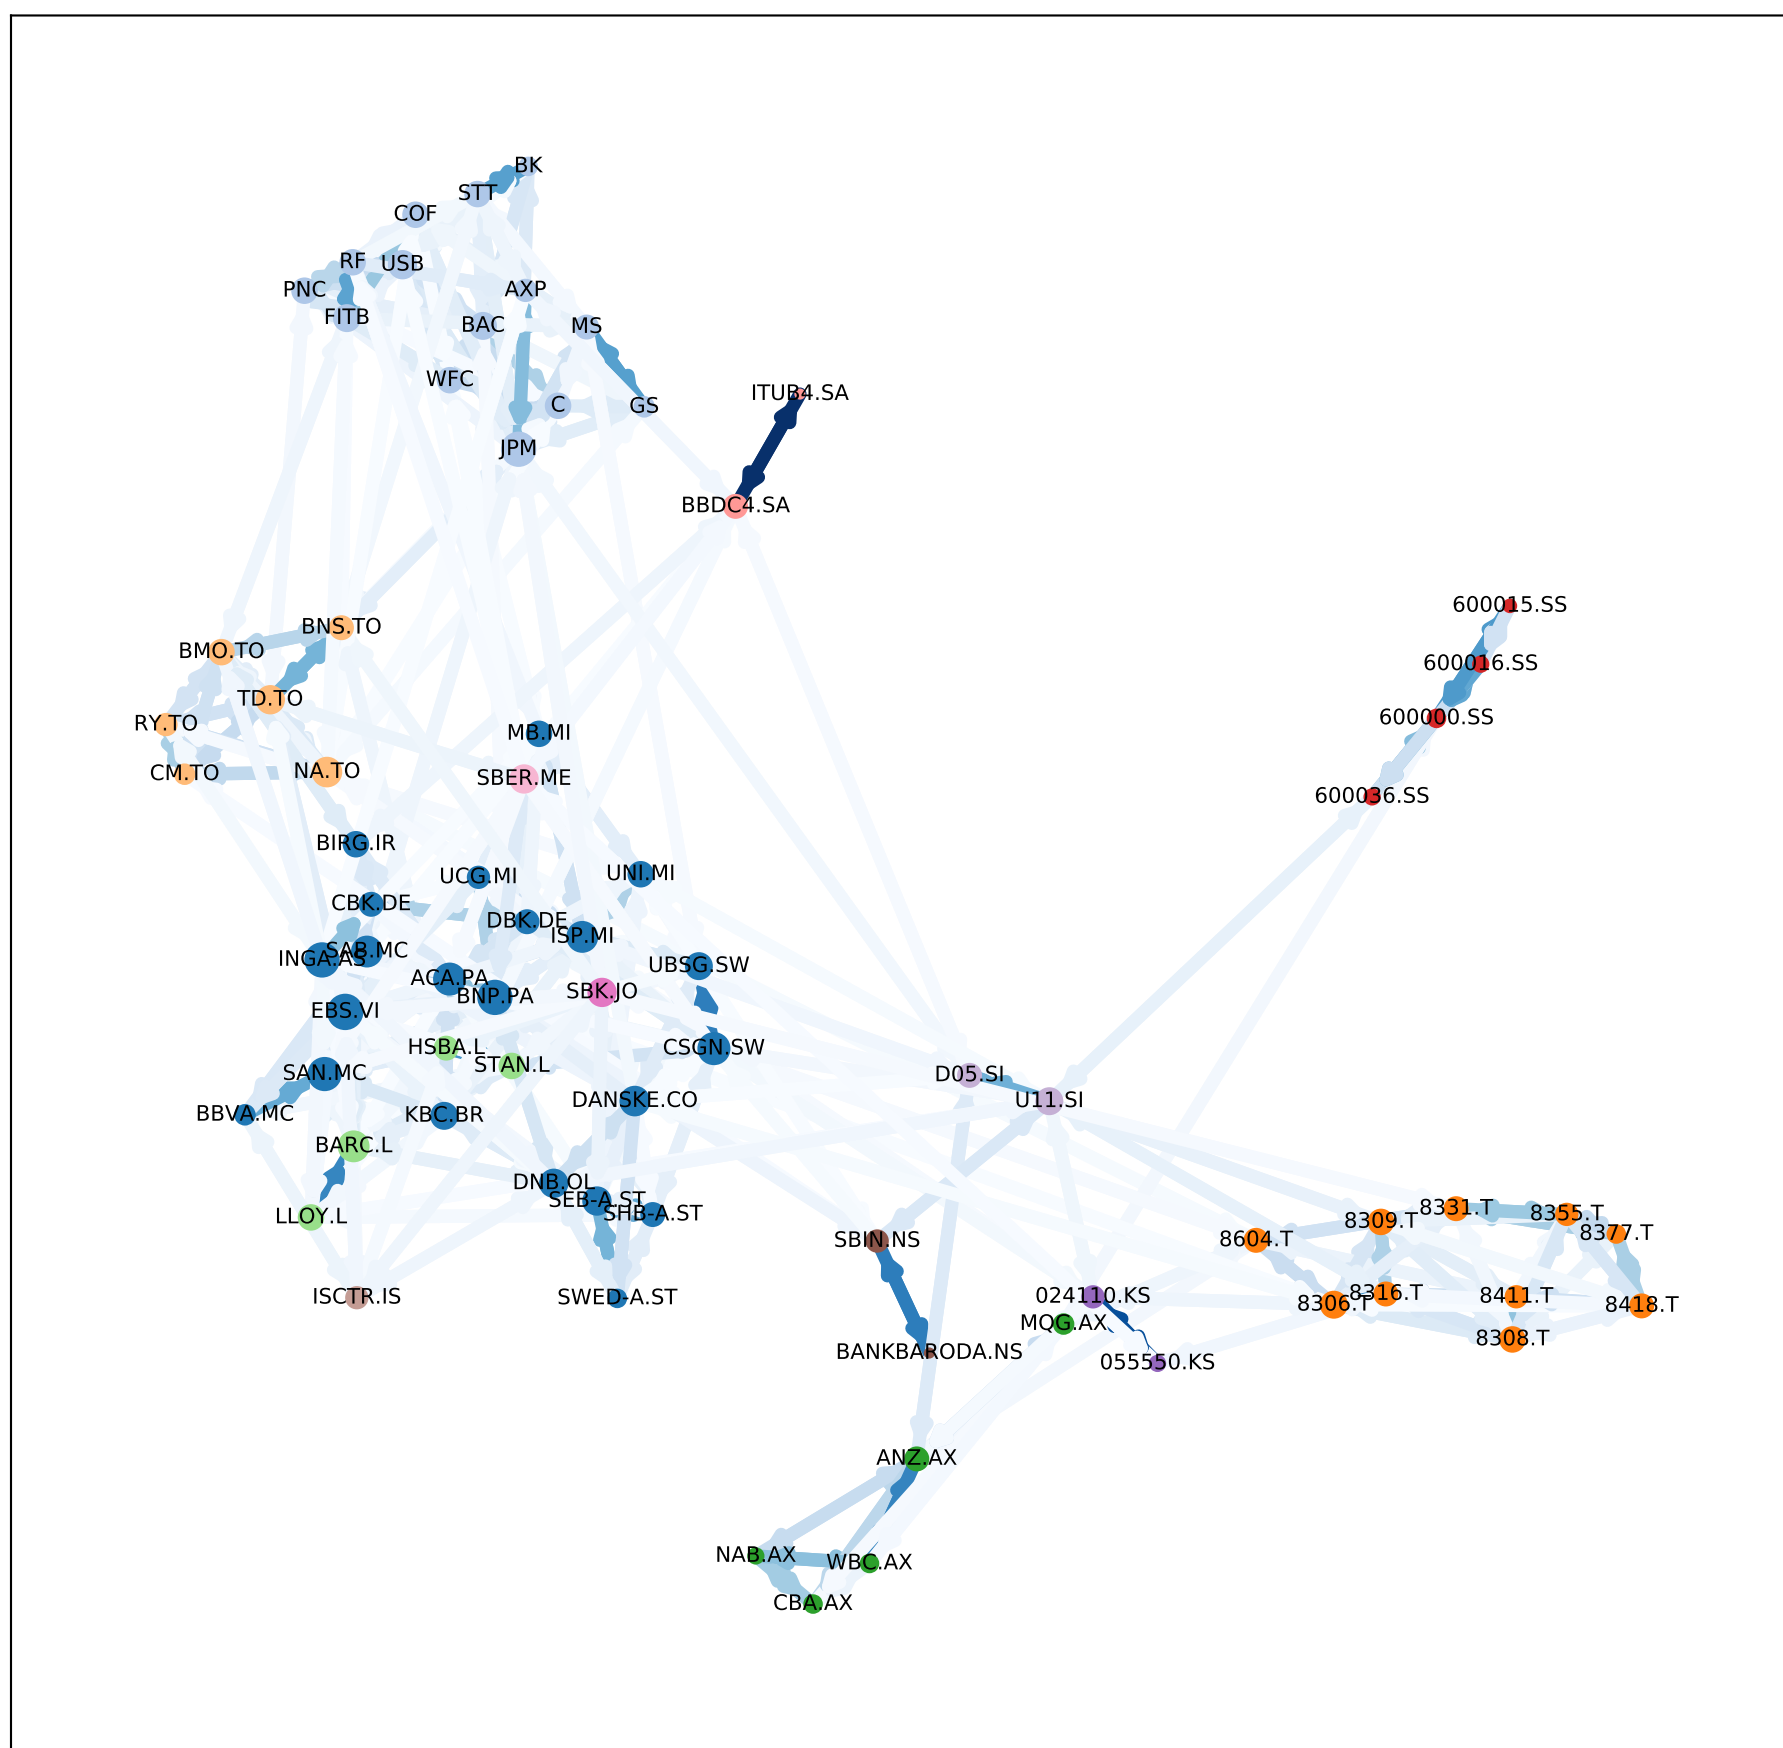 BK
STT
COF
RF
USB
PNC
AXP
FITB
BAC
MS
WFC
ITUB4.SA
C
GS
JPM
BBDC4.SA
600015.SS
BNS.TO
BMO.TO
600016.SS
TD.TO
600000.SS
RY.TO
MB.MI
CM.TO
NA.TO
SBER.ME
600036.SS
BIRG.IR
UCG.MI
UNI.MI
CBK.DE
DBK.DE
ISP.MI
SAB.MC
INGA.AS
UBSG.SW
ACA.PA
BNP.PA
SBK.JO
EBS.VI
HSBA.L
CSGN.SW
STAN.L
SAN.MC
D05.SI
DANSKE.CO
U11.SI
BBVA.MC
KBC.BR
BARC.L
DNB.OL
SEB-A.ST
SHB-A.ST
LLOY.L
8331.T
8355.T
8309.T
8377.T
SBIN.NS
8604.T
ISCTR.IS
SWED-A.ST
024110.KS
8316.T
8306.T
8411.T
8418.T
MQG.AX
8308.T
BANKBARODA.NS
055550.KS
ANZ.AX
NAB.AX
WBC.AX
CBA.AX